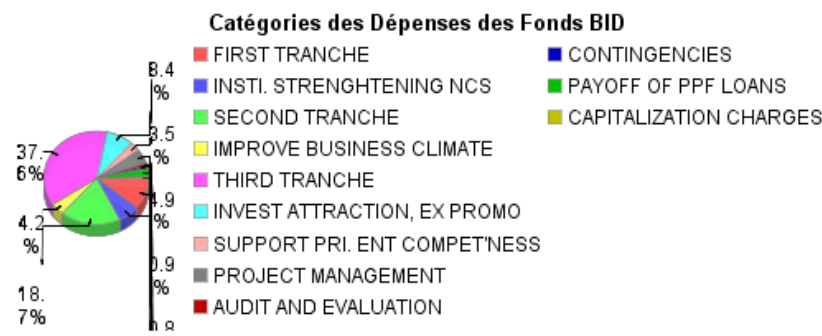 Catégories des Dépenses des Fonds BID
FIRST TRANCHE
INSTI. STRENGHTENING NCS
SECOND TRANCHE
IMPROVE BUSINESS CLIMATE
THIRD TRANCHE
INVEST ATTRACTION, EX PROMO
SUPPORT PRI. ENT COMPET'NESS
PROJECT MANAGEMENT
AUDIT AND EVALUATION
CONTINGENCIES
PAYOFF OF PPF LOANS
CAPITALIZATION CHARGES
8.4
%
3.5
%
37.
6%
4.9
%
4.2
%
0.9
%
18.
7%
0.8